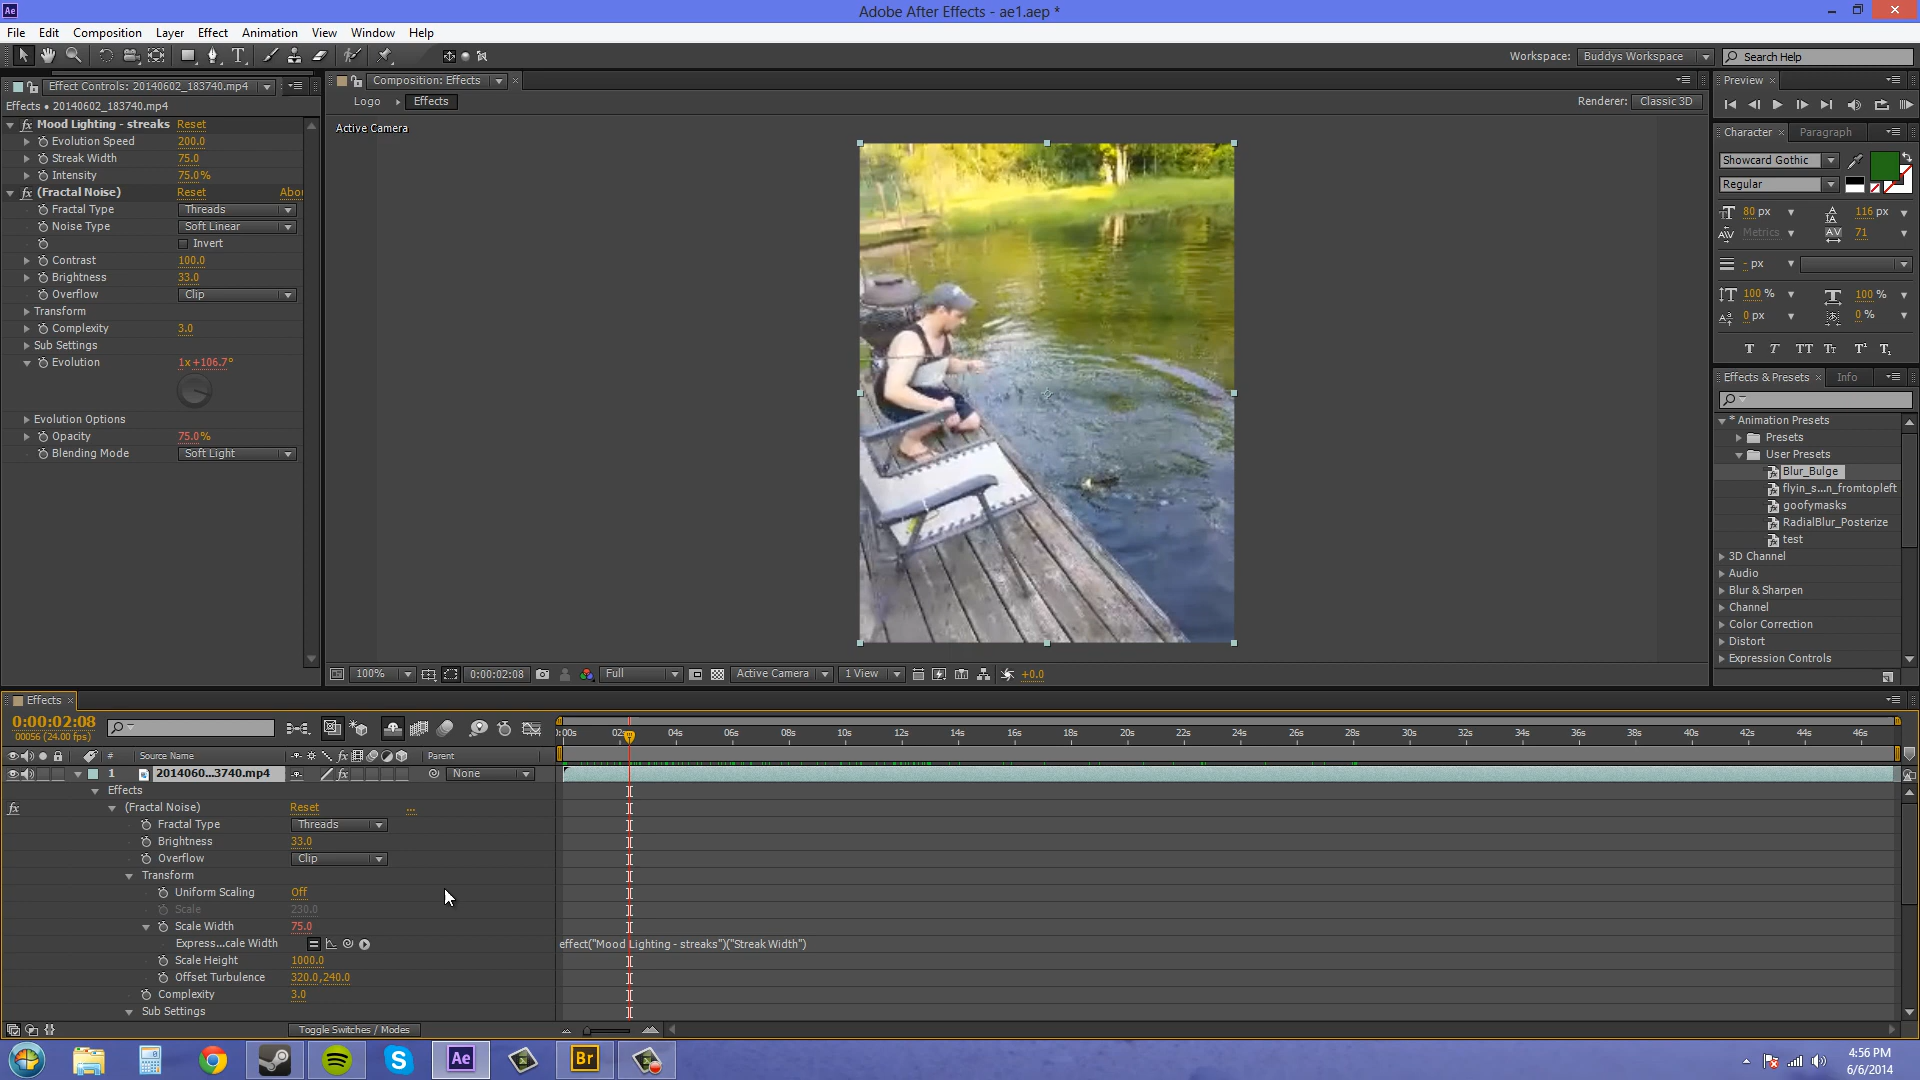 Ae
Adobe After Effects - ae1.aep *
File Edit Composition Layer Effect Animation View Window Help
Workspace: Buddys Workspace Search Help
Effect Controls: 20140602_183740.mp4
Effects • 20140602_183740.mp4
fx Mood Lighting - streaks Reset
Evolution Speed 200.0
Streak Width 75.0
Intensity 75.0%
fx (Fractal Noise) Reset Abou
Fractal Type Threads
Noise Type Soft Linear
Invert
Contrast 100.0
Brightness 33.0
Overflow Clip
Transform
Complexity 3.0
Sub Settings
Evolution 1x+106.7°
Evolution Options
Opacity 75.0%
Blending Mode Soft Light
Composition: Effects
Logo Effects
Renderer: Classic 3D
Active Camera
100% 0:00:02:08 Full Active Camera 1 View +0.0
Preview
Character Paragraph
Showcard Gothic
Regular
80 px 116 px
Metrics 71
- px
100 % 100 %
0 px 0 %
Effects & Presets Info
* Animation Presets
Presets
User Presets
Blur_Bulge
flyin_s...n_fromtopleft
goofymasks
RadialBlur_Posterize
test
3D Channel
Audio
Blur & Sharpen
Channel
Color Correction
Distort
Expression Controls
Effects
0:00:02:08
00056 (24.00 fps)
# Source Name Parent
):00s 02s 04s 06s 08s 10s 12s 14s 16s 18s 20s 22s 24s 26s 28s 30s 32s 34s 36s 38s 40s 42s 44s 46s
1 2014060...3740.mp4 None
Effects
fx (Fractal Noise) Reset ...
Fractal Type Threads
Brightness 33.0
Overflow Clip
Transform
Uniform Scaling Off
Scale 230.0
Scale Width 75.0
Express...cale Width effect("Mood Lighting - streaks")("Streak Width")
Scale Height 1000.0
Offset Turbulence 320.0,240.0
Complexity 3.0
Sub Settings
Toggle Switches / Modes
Ae Br
4:56 PM
6/6/2014